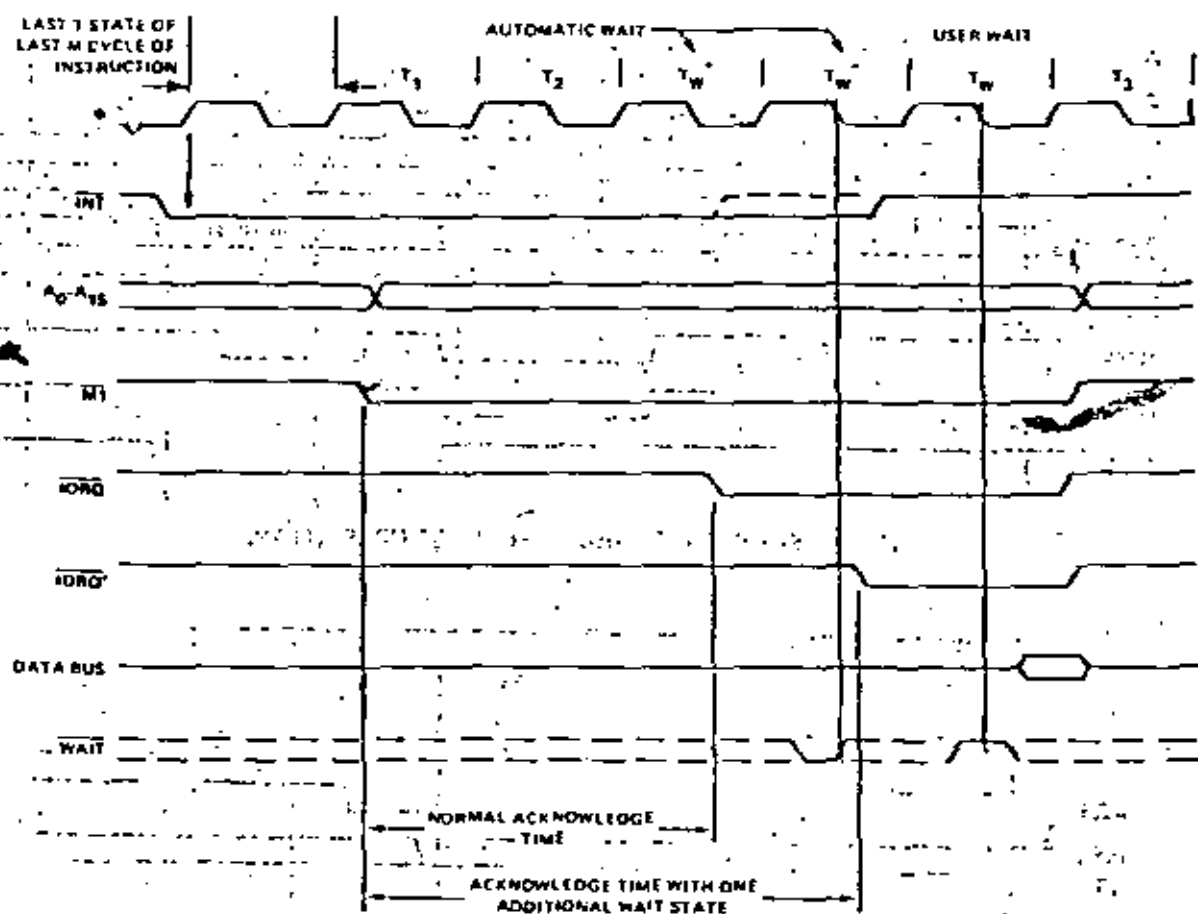 LAST T STATE OF
LAST M CYCLE OF
INSTRUCTION
AUTOMATIC WAIT
USER WAIT
T1 T2 TW* TW* TW T3
INT
A0-A15
M1
IORQ
IORQ*
DATA BUS
WAIT
NORMAL ACKNOWLEDGE
TIME
ACKNOWLEDGE TIME WITH ONE
ADDITIONAL WAIT STATE